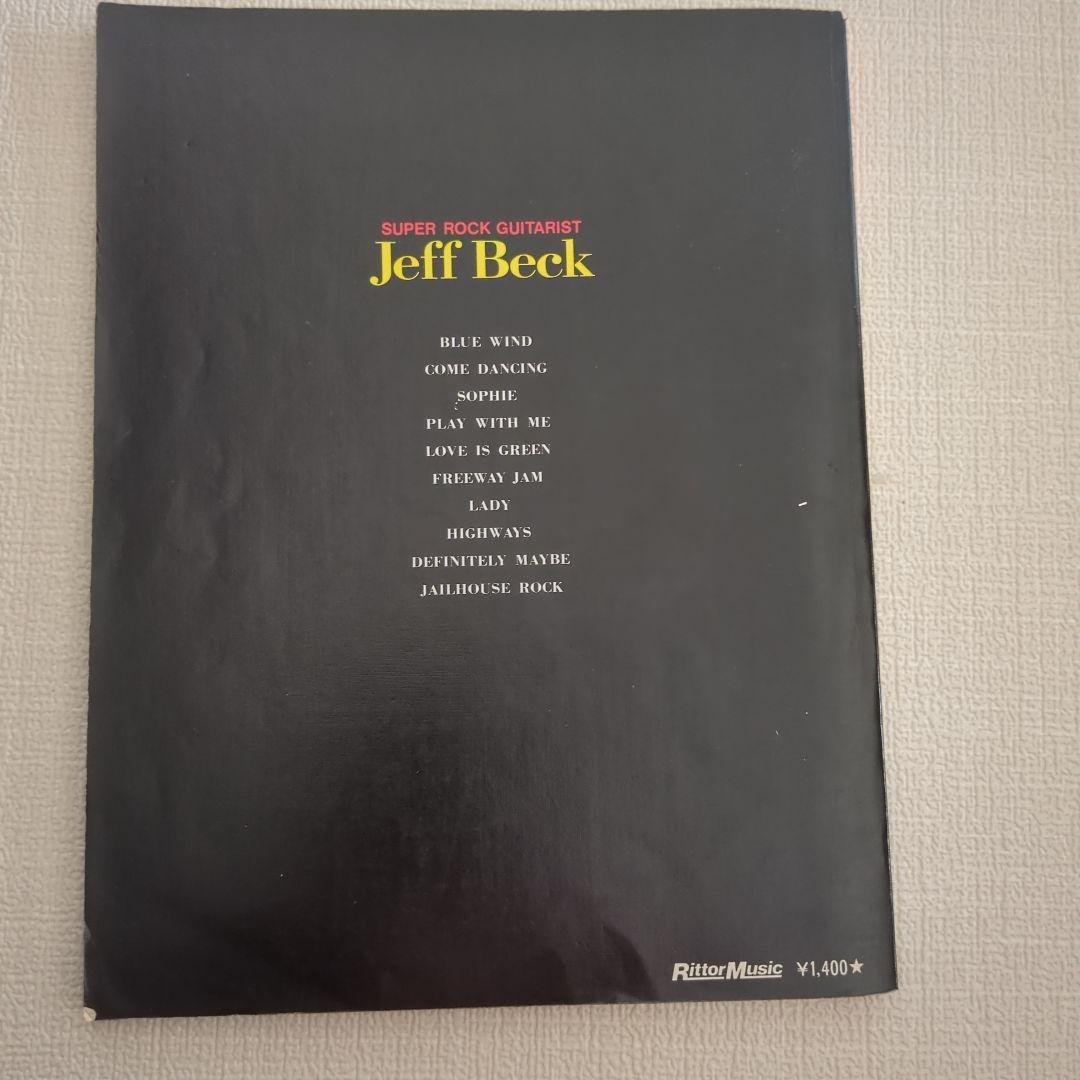 SUPER ROCK GUITARIST
Jeff Beck
BLUE WIND
COME DANCING
SOPHIE
PLAY WITH ME
LOVE IS GREEN
FREEWAY JAM
LADY
HIGHWAYS
DEFINITELY MAYBE
JAILHOUSE ROCK
RittorMusic ¥1,400★